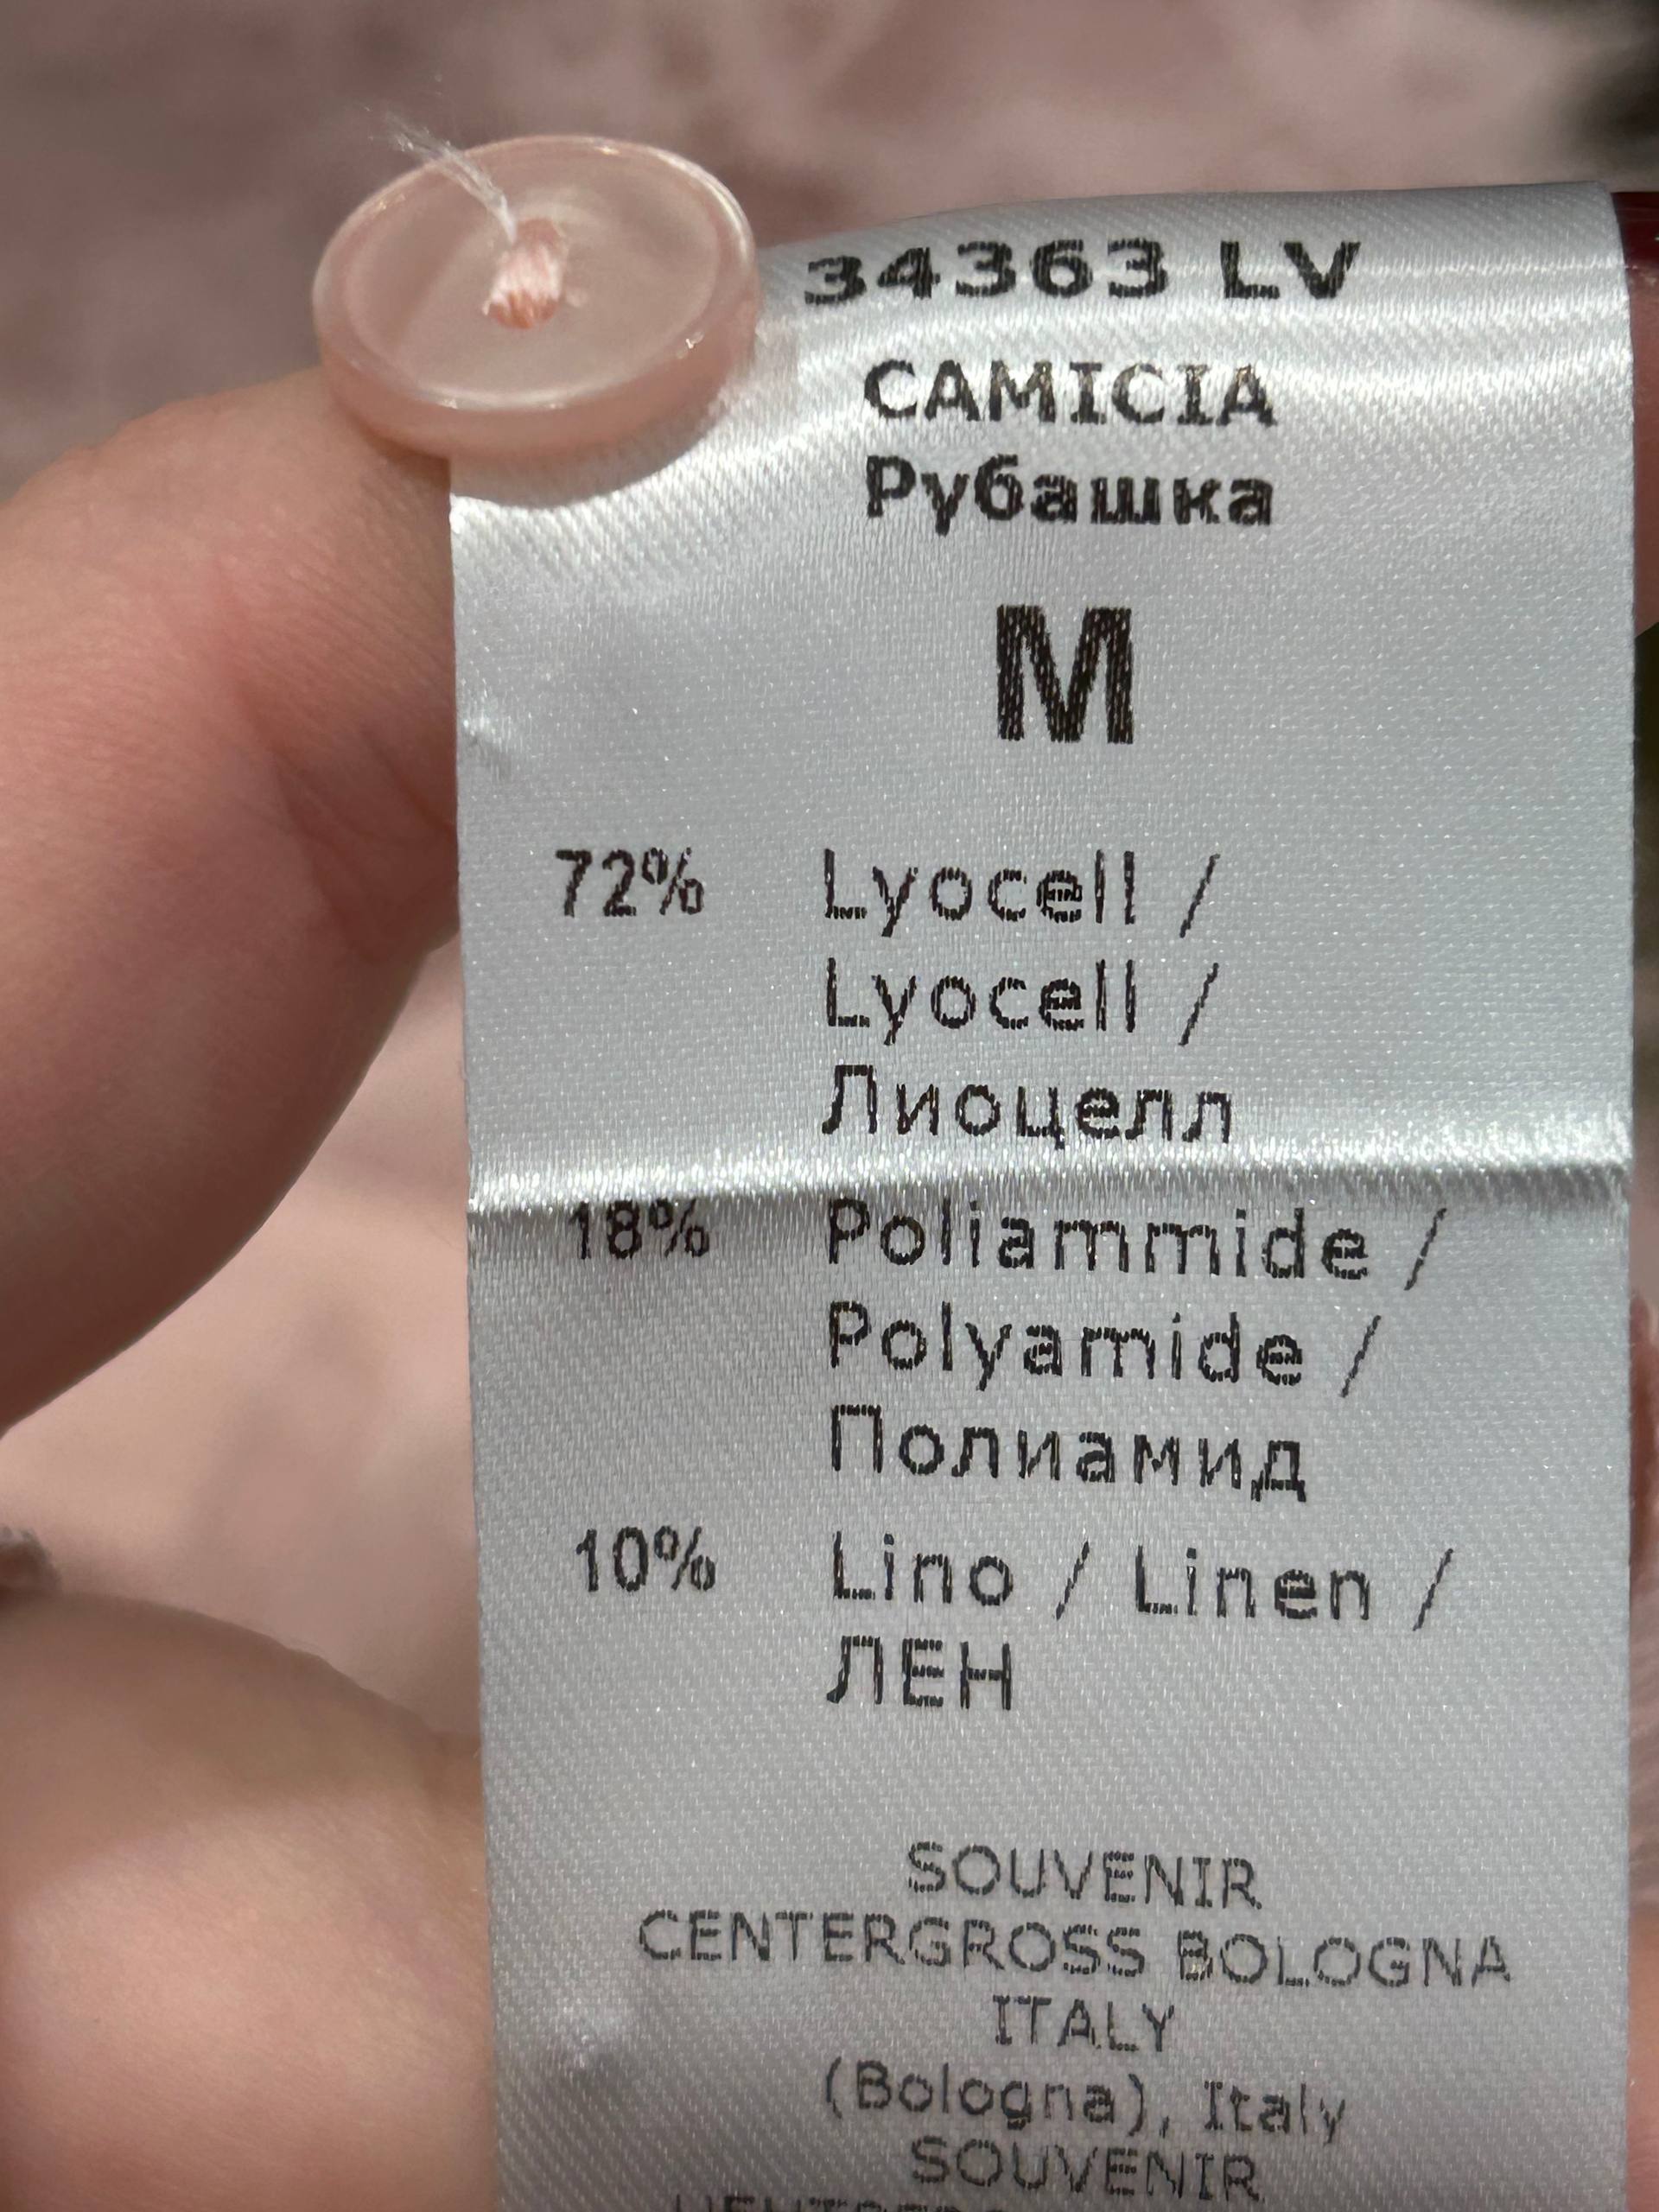 34363 LV
CAMICIA
Рубашка
M
72% Lyocell /
Lyocell /
Лиоцелл
18% Poliammide /
Polyamide /
Полиамид
10% Lino / Linen /
ЛЕН
SOUVENIR
CENTERGROSS BOLOGNA
ITALY
(Bologna), Italy
SOUVENIR